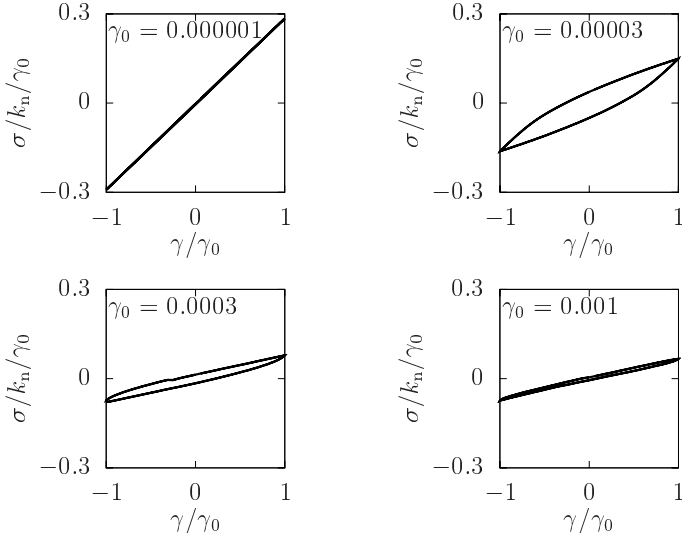 0.3
γ₀ = 0.000001
0
−0.3
σ/kₙ/γ₀
−1 0 1
γ/γ₀
0.3
γ₀ = 0.00003
0
−0.3
σ/kₙ/γ₀
−1 0 1
γ/γ₀
0.3
γ₀ = 0.0003
0
−0.3
σ/kₙ/γ₀
−1 0 1
γ/γ₀
0.3
γ₀ = 0.001
0
−0.3
σ/kₙ/γ₀
−1 0 1
γ/γ₀